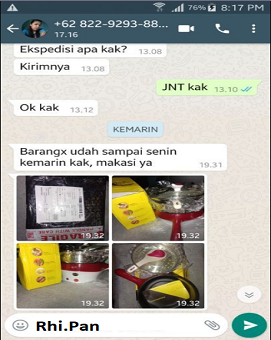 76% 8:17 PM
+62 822-9293-88...
17.16
Ekspedisi apa kak? 13.08
Kirimnya 13.08
JNT kak 13.10
Ok kak 13.12
KEMARIN
Barangx udah sampai senin
kemarin kak, makasi ya 19.31
19.32 19.32
19.32 19.32
Rhi.Pan